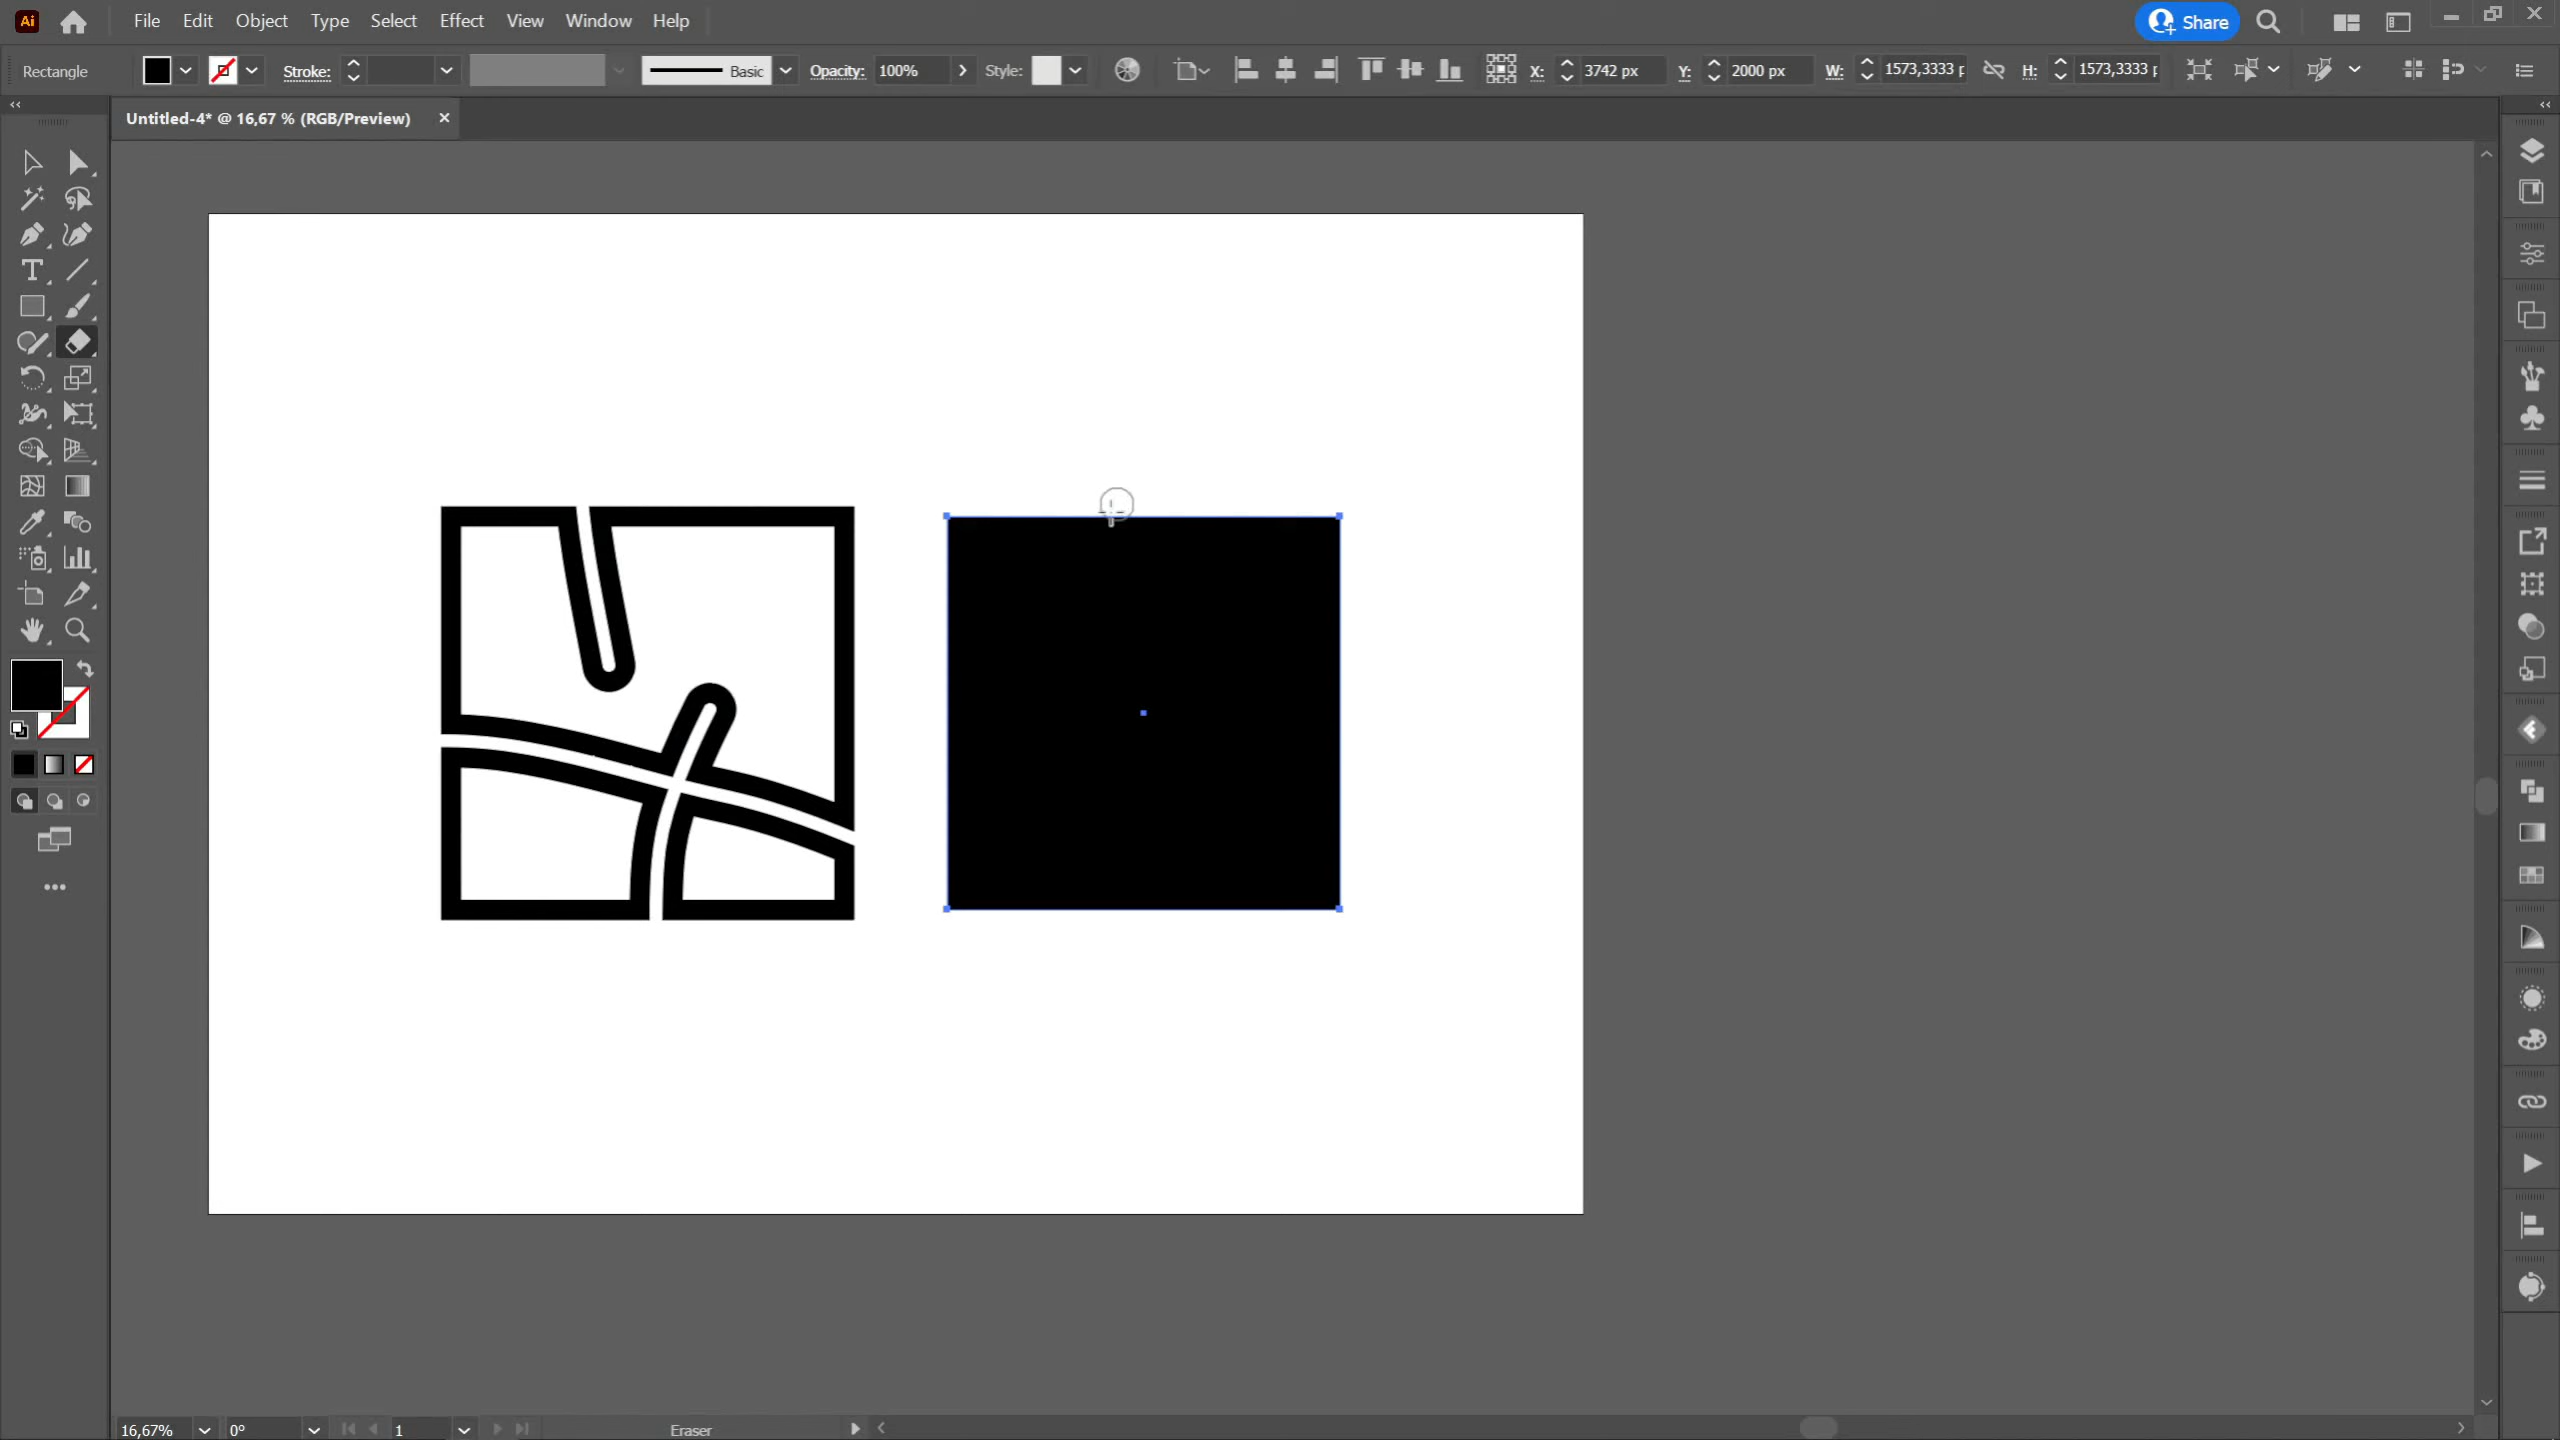 Ai File Edit Object Type Select Effect View Window Help Share
Rectangle Stroke: Basic Opacity: 100% Style: X: 3742 px Y: 2000 px W: 1573,3333 p H: 1573,3333 p
Untitled-4* @ 16,67 % (RGB/Preview)
16,67% 0° 1 Eraser